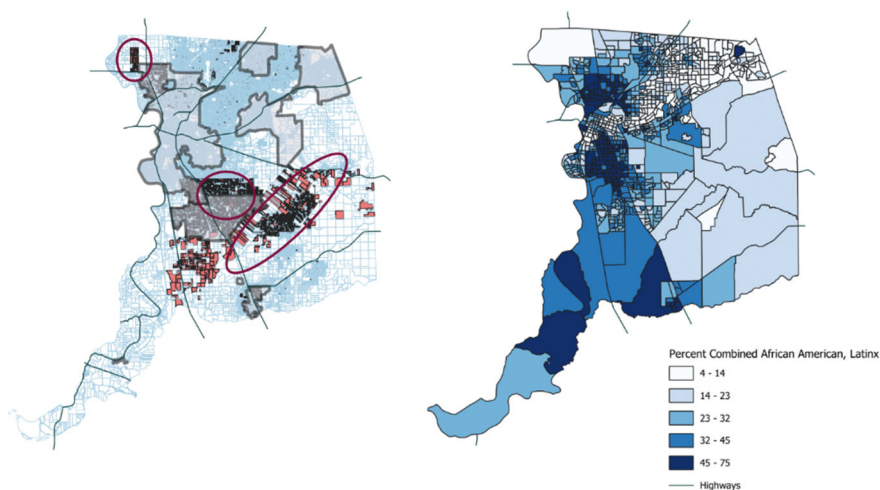 Percent Combined African American, Latinx
4 - 14
14 - 23
23 - 32
32 - 45
45 - 75
Highways